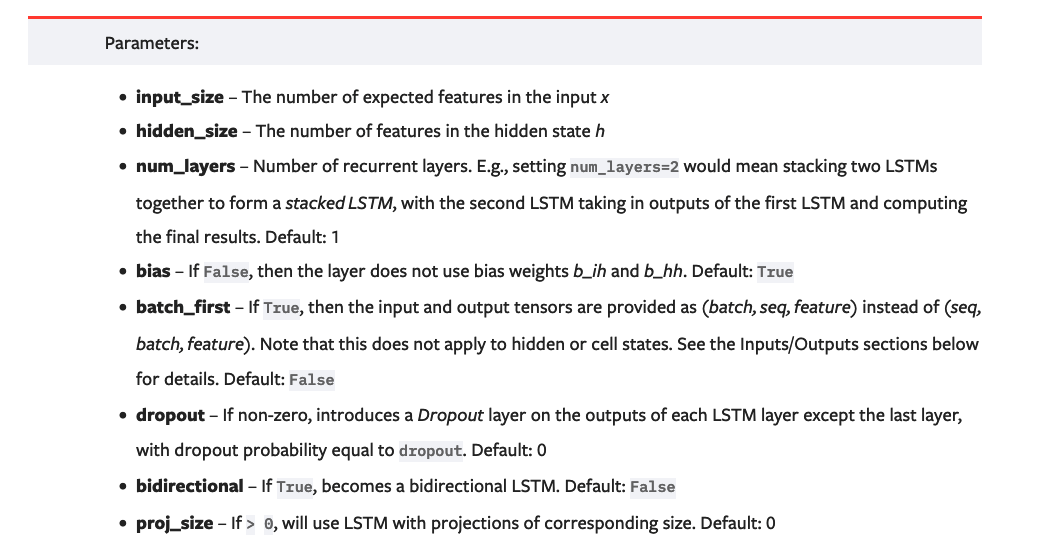 Parameters:
• input_size – The number of expected features in the input x
• hidden_size – The number of features in the hidden state h
• num_layers – Number of recurrent layers. E.g., setting num_layers=2 would mean stacking two LSTMs
together to form a stacked LSTM, with the second LSTM taking in outputs of the first LSTM and computing
the final results. Default: 1
• bias – If False, then the layer does not use bias weights b_ih and b_hh. Default: True
• batch_first – If True, then the input and output tensors are provided as (batch, seq, feature) instead of (seq,
batch, feature). Note that this does not apply to hidden or cell states. See the Inputs/Outputs sections below
for details. Default: False
• dropout – If non-zero, introduces a Dropout layer on the outputs of each LSTM layer except the last layer,
with dropout probability equal to dropout. Default: 0
• bidirectional – If True, becomes a bidirectional LSTM. Default: False
• proj_size – If > 0, will use LSTM with projections of corresponding size. Default: 0